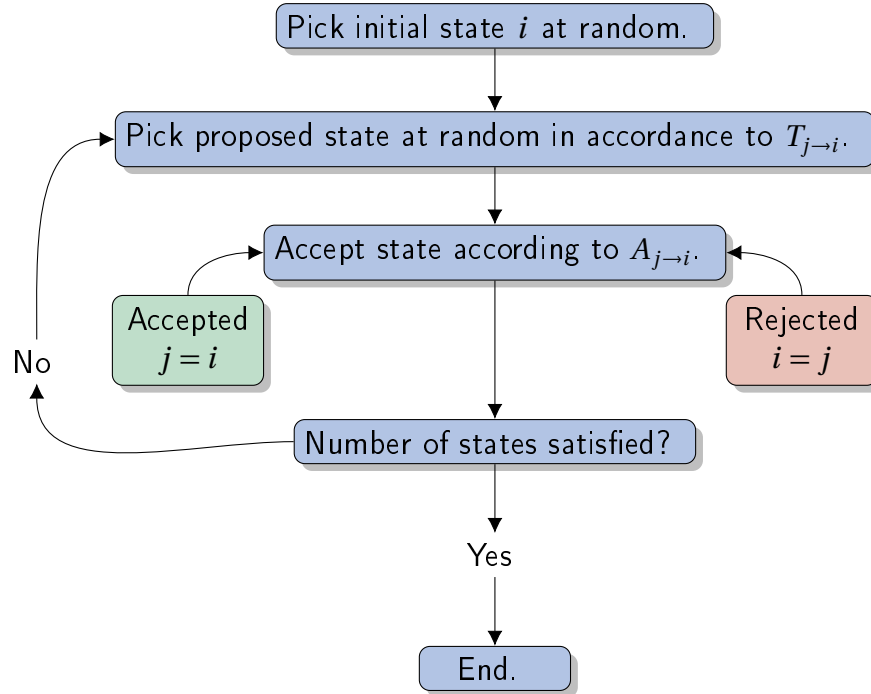 Pick initial state i at random.
Pick proposed state at random in accordance to T_{j→i}.
Accept state according to A_{j→i}.
Accepted
j = i
Rejected
i = j
No
Number of states satisfied?
Yes
End.